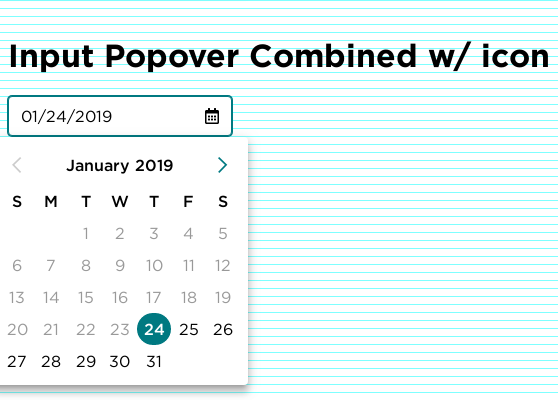 Input Popover Combined w/ icon
01/24/2019
January 2019
S M T W T F S
1 2 3 4 5
6 7 8 9 10 11 12
13 14 15 16 17 18 19
20 21 22 23 24 25 26
27 28 29 30 31